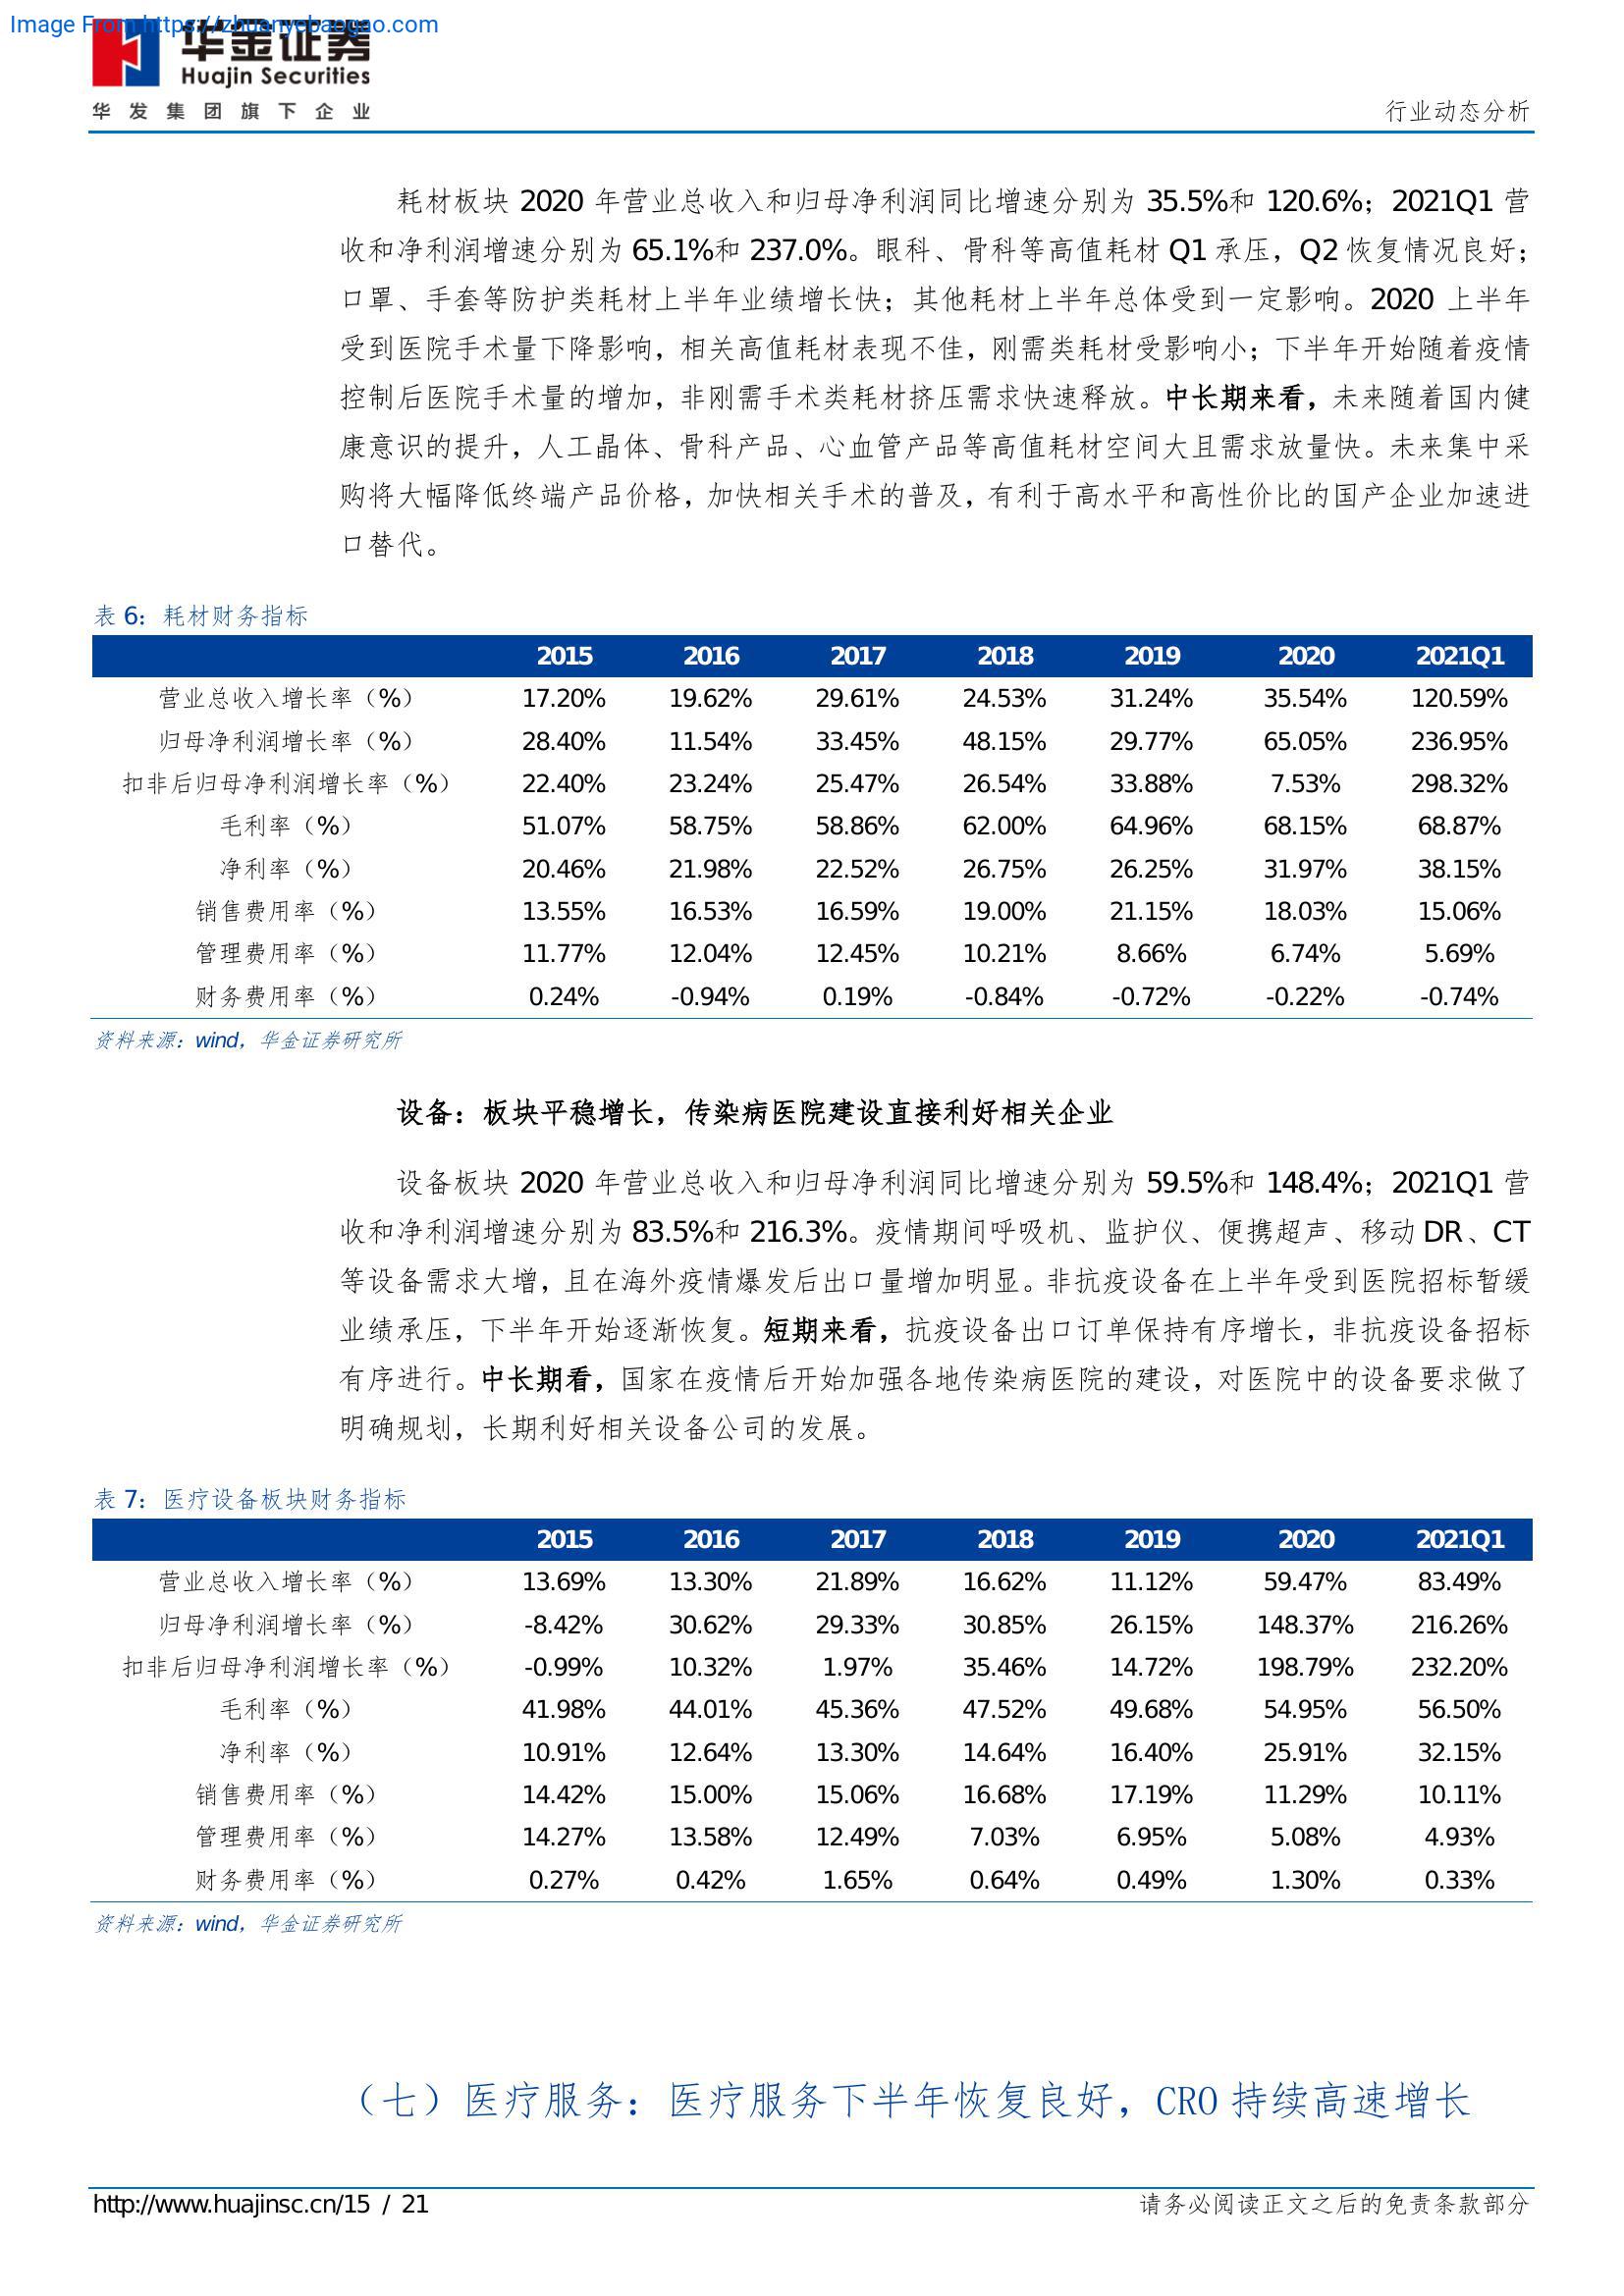 Image From https://zhuanyebaogao.com
华金证券
Huajin Securities
华发集团旗下企业
行业动态分析
耗材板块 2020 年营业总收入和归母净利润同比增速分别为 35.5%和 120.6%；2021Q1 营
收和净利润增速分别为 65.1%和 237.0%。眼科、骨科等高值耗材 Q1 承压，Q2 恢复情况良好；
口罩、手套等防护类耗材上半年业绩增长快；其他耗材上半年总体受到一定影响。2020 上半年
受到医院手术量下降影响，相关高值耗材表现不佳，刚需类耗材受影响小；下半年开始随着疫情
控制后医院手术量的增加，非刚需手术类耗材挤压需求快速释放。中长期来看，未来随着国内健
康意识的提升，人工晶体、骨科产品、心血管产品等高值耗材空间大且需求放量快。未来集中采
购将大幅降低终端产品价格，加快相关手术的普及，有利于高水平和高性价比的国产企业加速进
口替代。
表 6：耗材财务指标
2015 2016 2017 2018 2019 2020 2021Q1
营业总收入增长率（%） 17.20% 19.62% 29.61% 24.53% 31.24% 35.54% 120.59%
归母净利润增长率（%） 28.40% 11.54% 33.45% 48.15% 29.77% 65.05% 236.95%
扣非后归母净利润增长率（%） 22.40% 23.24% 25.47% 26.54% 33.88% 7.53% 298.32%
毛利率（%） 51.07% 58.75% 58.86% 62.00% 64.96% 68.15% 68.87%
净利率（%） 20.46% 21.98% 22.52% 26.75% 26.25% 31.97% 38.15%
销售费用率（%） 13.55% 16.53% 16.59% 19.00% 21.15% 18.03% 15.06%
管理费用率（%） 11.77% 12.04% 12.45% 10.21% 8.66% 6.74% 5.69%
财务费用率（%） 0.24% -0.94% 0.19% -0.84% -0.72% -0.22% -0.74%
资料来源：wind，华金证券研究所
设备：板块平稳增长，传染病医院建设直接利好相关企业
设备板块 2020 年营业总收入和归母净利润同比增速分别为 59.5%和 148.4%；2021Q1 营
收和净利润增速分别为 83.5%和 216.3%。疫情期间呼吸机、监护仪、便携超声、移动 DR、CT
等设备需求大增，且在海外疫情爆发后出口量增加明显。非抗疫设备在上半年受到医院招标暂缓
业绩承压，下半年开始逐渐恢复。短期来看，抗疫设备出口订单保持有序增长，非抗疫设备招标
有序进行。中长期看，国家在疫情后开始加强各地传染病医院的建设，对医院中的设备要求做了
明确规划，长期利好相关设备公司的发展。
表 7：医疗设备板块财务指标
2015 2016 2017 2018 2019 2020 2021Q1
营业总收入增长率（%） 13.69% 13.30% 21.89% 16.62% 11.12% 59.47% 83.49%
归母净利润增长率（%） -8.42% 30.62% 29.33% 30.85% 26.15% 148.37% 216.26%
扣非后归母净利润增长率（%） -0.99% 10.32% 1.97% 35.46% 14.72% 198.79% 232.20%
毛利率（%） 41.98% 44.01% 45.36% 47.52% 49.68% 54.95% 56.50%
净利率（%） 10.91% 12.64% 13.30% 14.64% 16.40% 25.91% 32.15%
销售费用率（%） 14.42% 15.00% 15.06% 16.68% 17.19% 11.29% 10.11%
管理费用率（%） 14.27% 13.58% 12.49% 7.03% 6.95% 5.08% 4.93%
财务费用率（%） 0.27% 0.42% 1.65% 0.64% 0.49% 1.30% 0.33%
资料来源：wind，华金证券研究所
（七）医疗服务：医疗服务下半年恢复良好，CRO 持续高速增长
http://www.huajinsc.cn/15 / 21
请务必阅读正文之后的免责条款部分